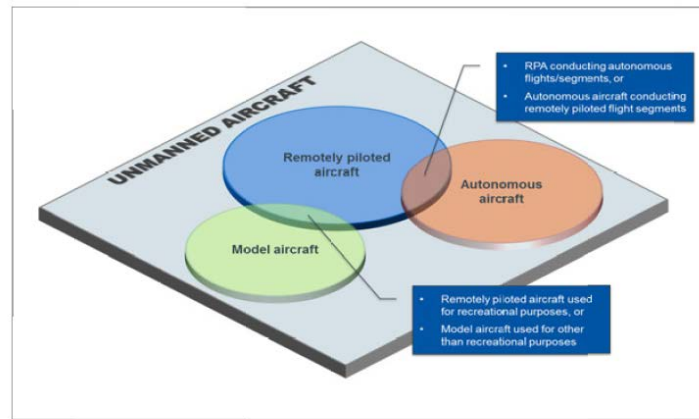 UNMANNED AIRCRAFT
• RPA conducting autonomous
flights/segments, or
• Autonomous aircraft conducting
remotely piloted flight segments
Remotely piloted
aircraft
Autonomous
aircraft
Model aircraft
• Remotely piloted aircraft used
for recreational purposes, or
• Model aircraft used for other
than recreational purposes